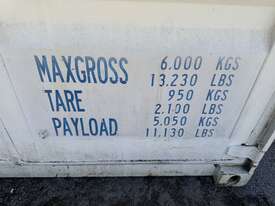 MAXGROSS 6.000 KGS
13.230 LBS
TARE 950 KGS
2.100 LBS
PAYLOAD 5.050 KGS
11.130 LBS